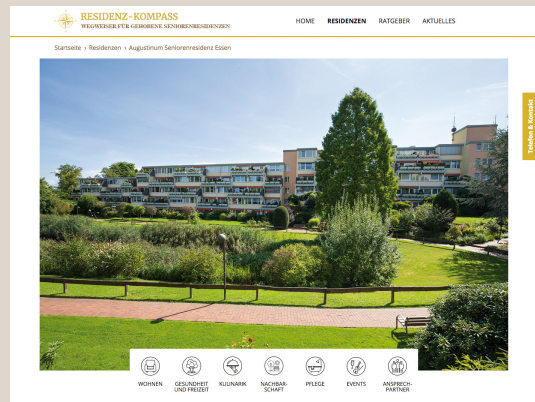 RESIDENZ-KOMPASS
WEGWEISER FÜR GEHOBENE SENIORENRESIDENZEN
HOME RESIDENZEN RATGEBER AKTUELLES
Startseite › Residenzen › Augustinum Seniorenresidenz Essen
Telefon & Kontakt
WOHNEN
GESUNDHEIT
UND FREIZEIT
KULINARIK
NACHBAR-
SCHAFT
PFLEGE
EVENTS
ANSPRECH-
PARTNER